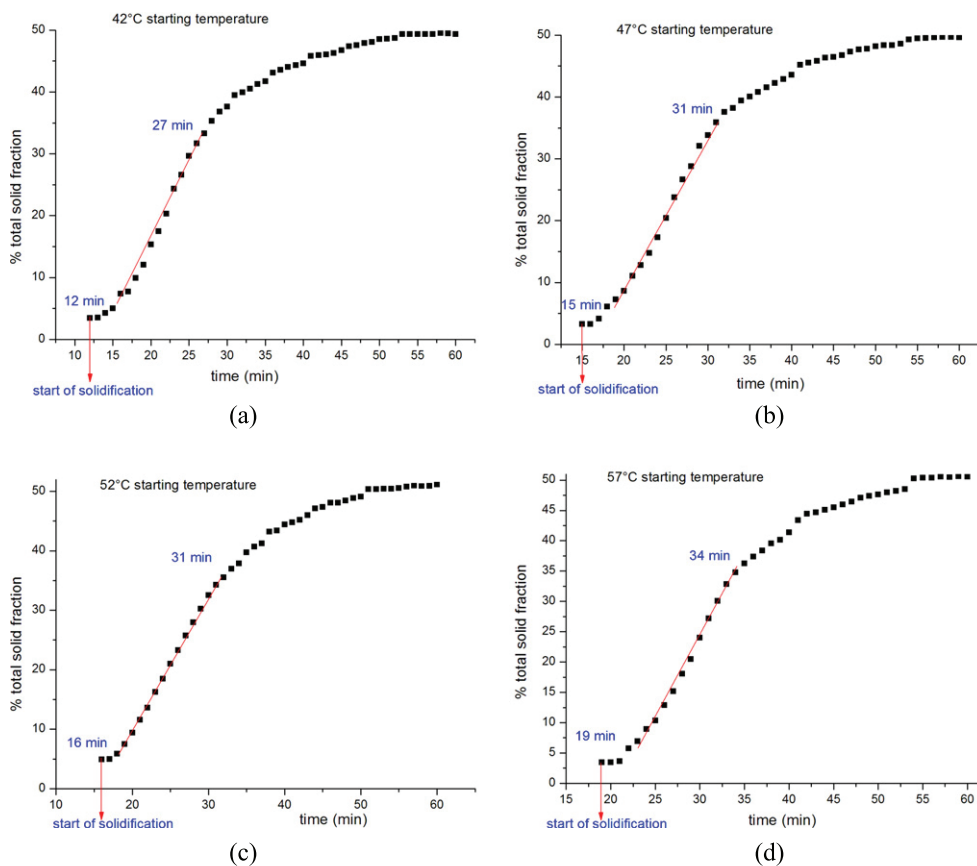 42°C starting temperature
50
40
30
20
10
0
% total solid fraction
27 min
12 min
10 15 20 25 30 35 40 45 50 55 60
time (min)
start of solidification
(a)
47°C starting temperature
50
40
30
20
10
0
% total solid fraction
31 min
15 min
15 20 25 30 35 40 45 50 55 60
time (min)
start of solidification
(b)
52°C starting temperature
50
40
30
20
10
0
% total solid fraction
31 min
16 min
10 20 30 40 50 60
time (min)
start of solidification
(c)
57°C starting temperature
50
45
40
35
30
25
20
15
10
5
0
% total solid fraction
34 min
19 min
15 20 25 30 35 40 45 50 55 60
time (min)
start of solidification
(d)